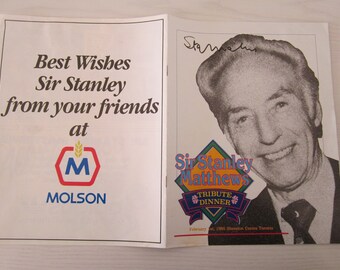 Best Wishes
Sir Stanley
from your friends
at
M
MOLSON
Sir Stanley
Matthews
TRIBUTE
DINNER